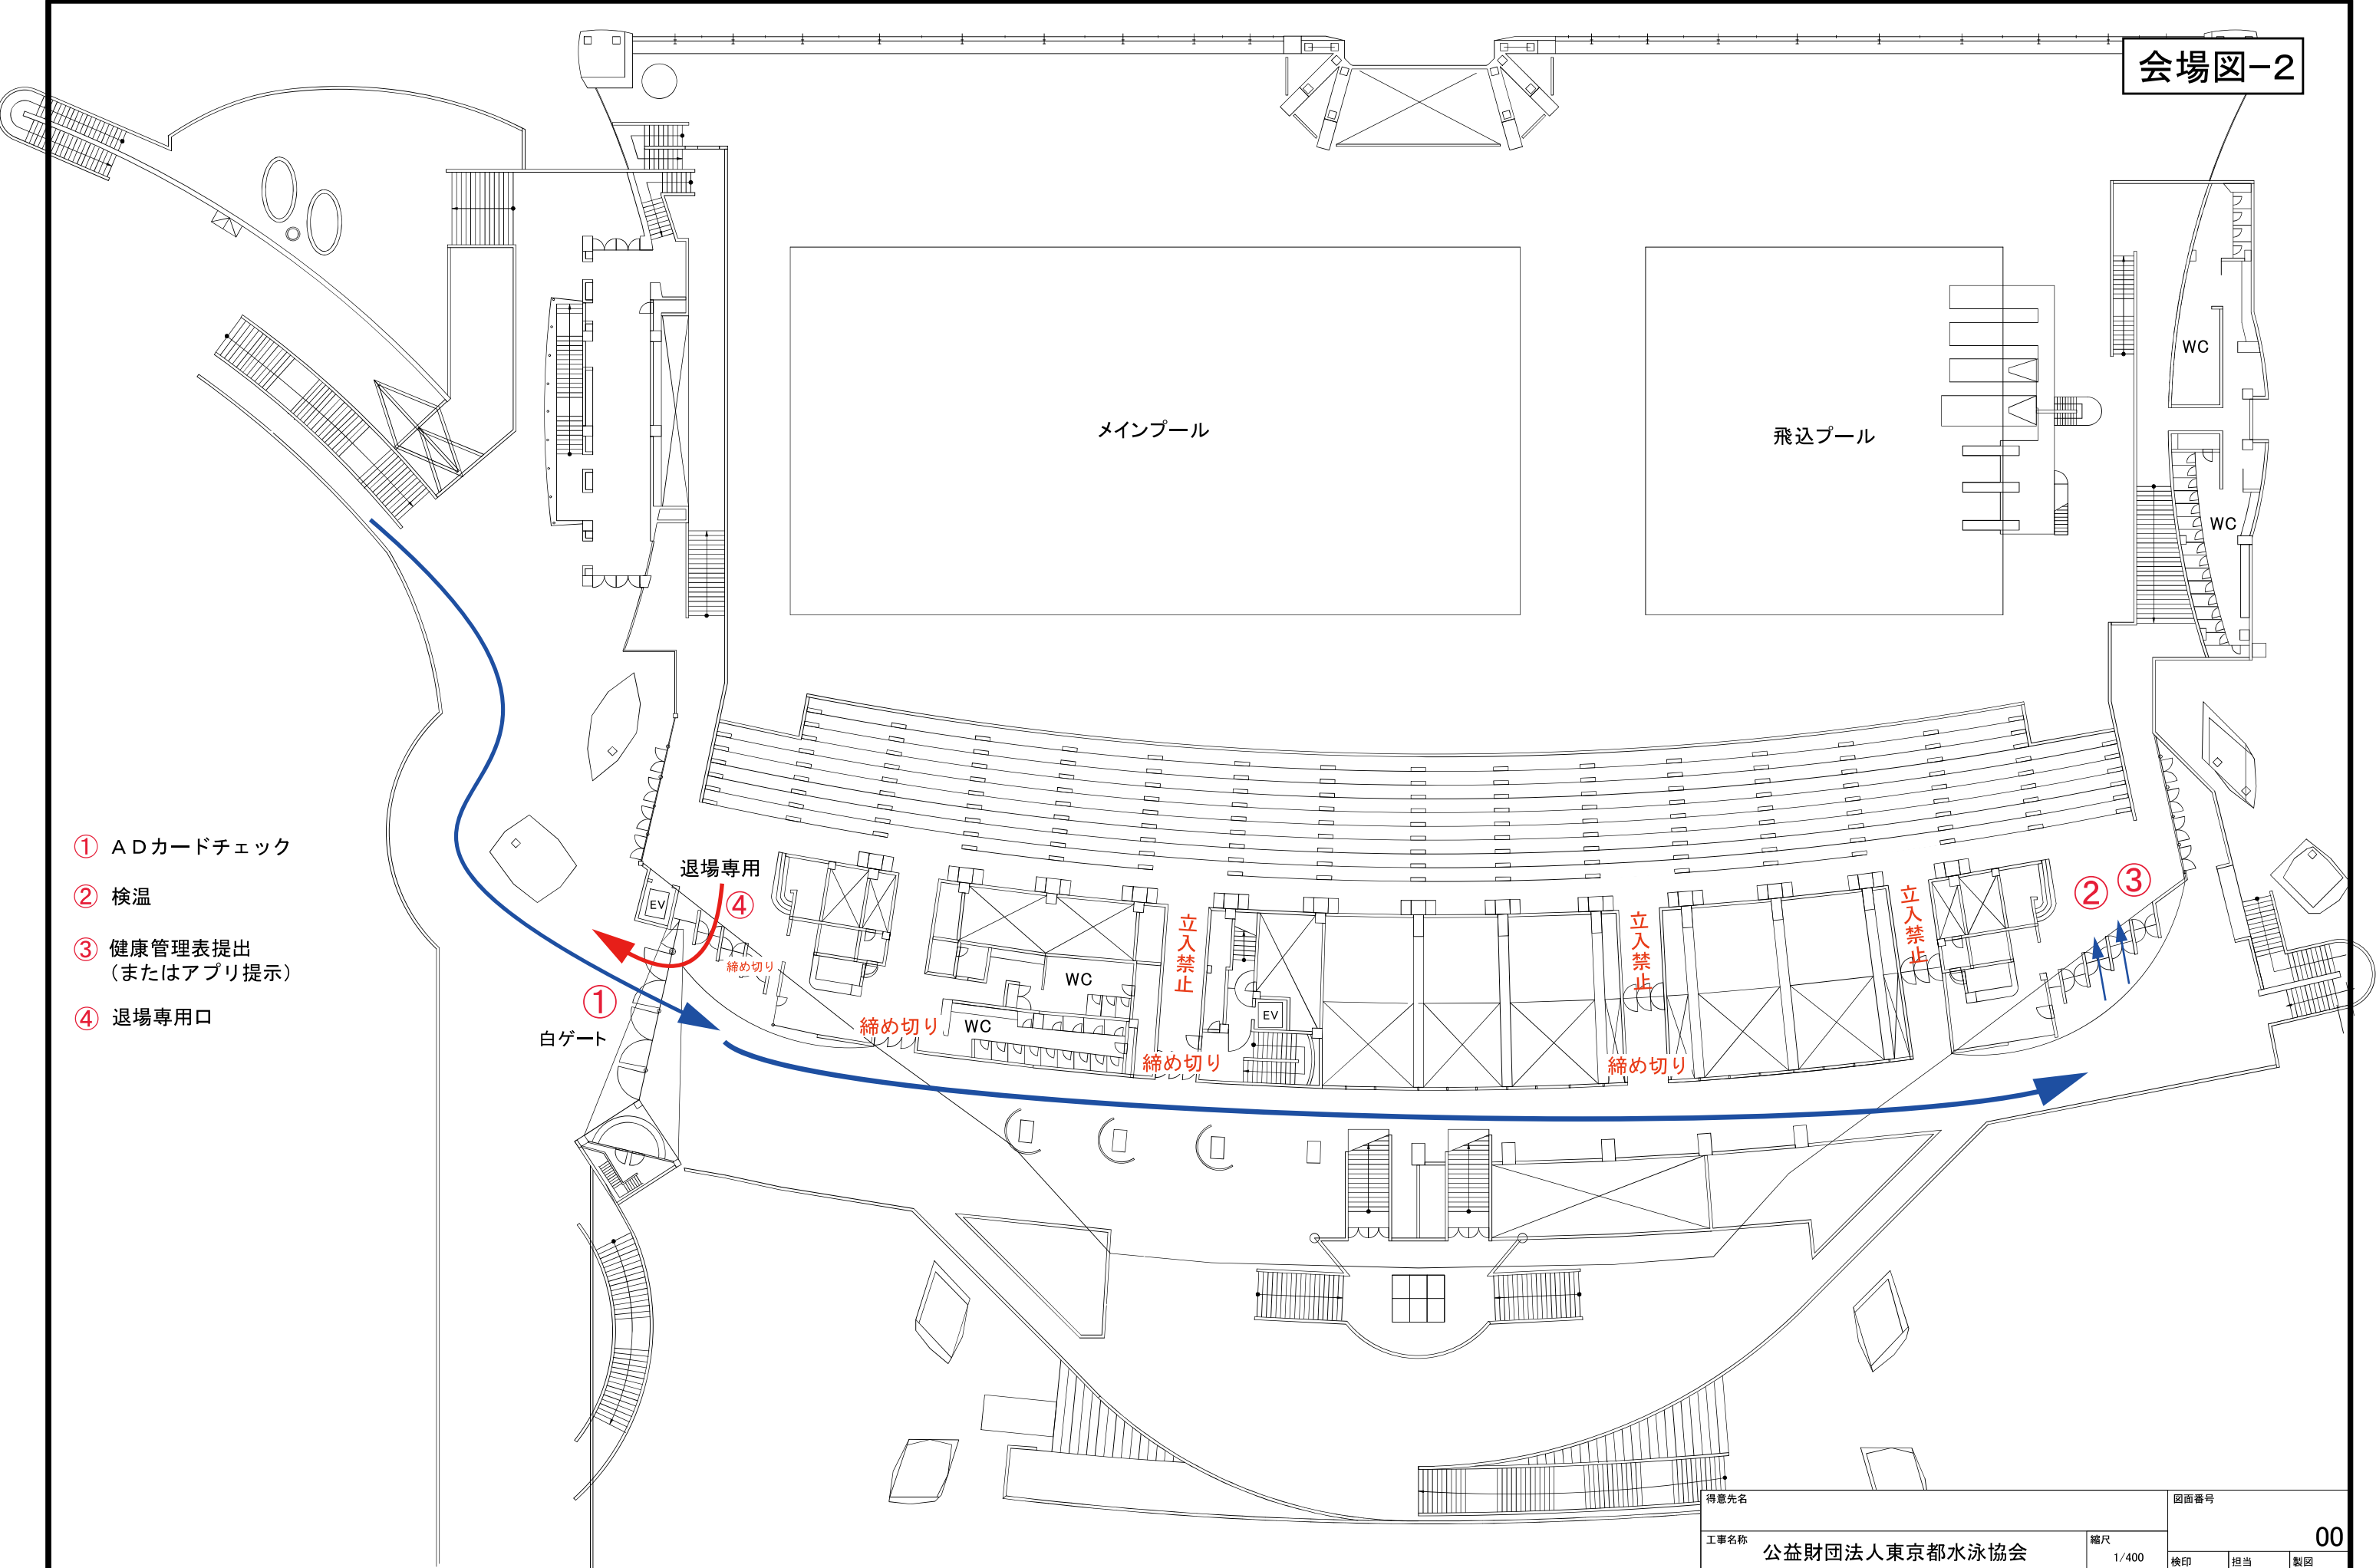 会場図−2
メインプール
飛込プール
WC
WC
① ＡＤカードチェック
② 検温
③ 健康管理表提出
（またはアプリ提示）
④ 退場専用口
退場専用
④
EV
締め切り
①
白ゲート
締め切り
WC
WC
立入禁止
締め切り
EV
立入禁止
締め切り
立入禁止
② ③
得意先名
図面番号
00
工事名称
公益財団法人東京都水泳協会
縮尺
1/400
検印
担当
製図